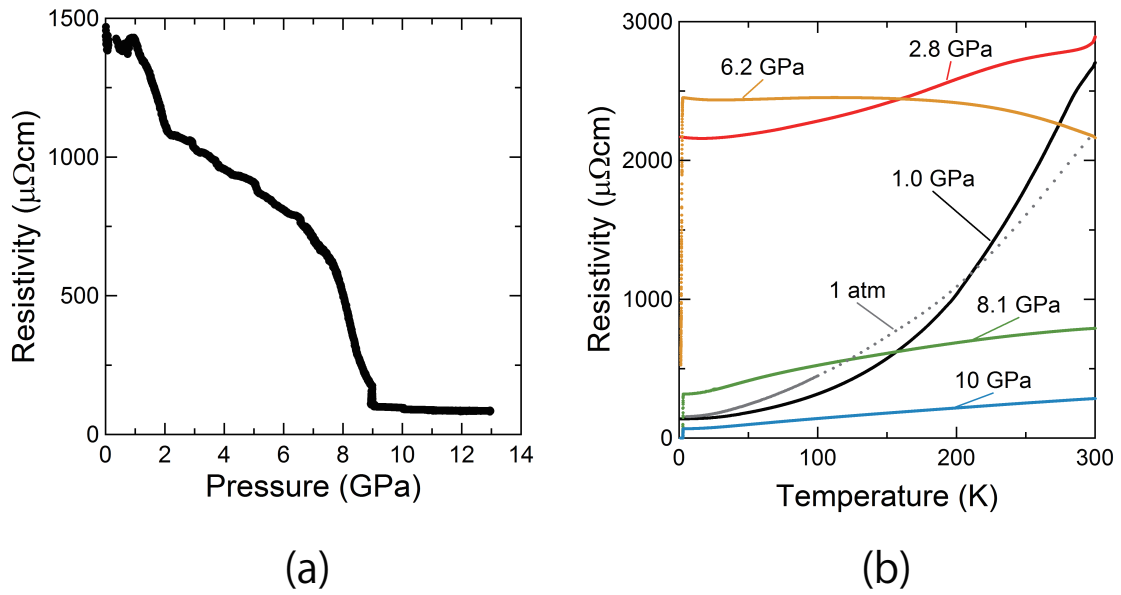 1500
1000
500
0
Resistivity (μΩcm)
0 2 4 6 8 10 12 14
Pressure (GPa)
(a)
3000
2000
1000
0
Resistivity (μΩcm)
2.8 GPa
6.2 GPa
1.0 GPa
1 atm
8.1 GPa
10 GPa
0 100 200 300
Temperature (K)
(b)